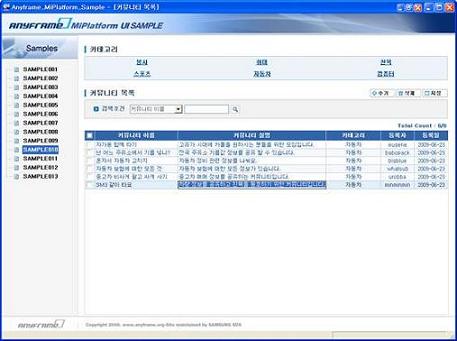 Anyframe_MiPlatform_Sample - [커뮤니티 목록]
ANYFRAME MiPlatform UI SAMPLE
Samples
SAMPLE001
SAMPLE002
SAMPLE003
SAMPLE004
SAMPLE005
SAMPLE006
SAMPLE007
SAMPLE008
SAMPLE009
SAMPLE010
SAMPLE011
SAMPLE012
SAMPLE013
카테고리
봉사 취미 친목
스포츠 자동차 컴퓨터
커뮤니티 목록
추가 삭제 저장
검색조건 커뮤니티 이름
Total Count : 6/6
커뮤니티 이름 커뮤니티 설명 카테고리 등록자 등록일
자가용 함께 타기 고유가 시대에 카풀을 원하시는 분들을 위한 모임입니다. 자동차 2009-06-23
난 어느 주유소에서 기름 넣나? 전국 주유소 기름값 정보를 공유 할 수 있습니다. 자동차 2009-06-23
혼자서 자동차 고치기 자동차 정비 관련 정보를 나눠요. 자동차 2009-06-23
자동차 보험에 대한 모든 것 자동차 보험에 대한 모든 정보가 있습니다. 자동차 whatsup 2009-06-23
중고차 비싸게 팔고 싸게 사기 중고차 매매 정보를 공유하는 커뮤니티입니다. 자동차 2009-06-23
SM3 같이 타요 커뮤니티입니다. 자동차 2009-06-23
ANYFRAME Copyright 2009. www.anyframe.org.Site maintained by SAMSUNG SDS